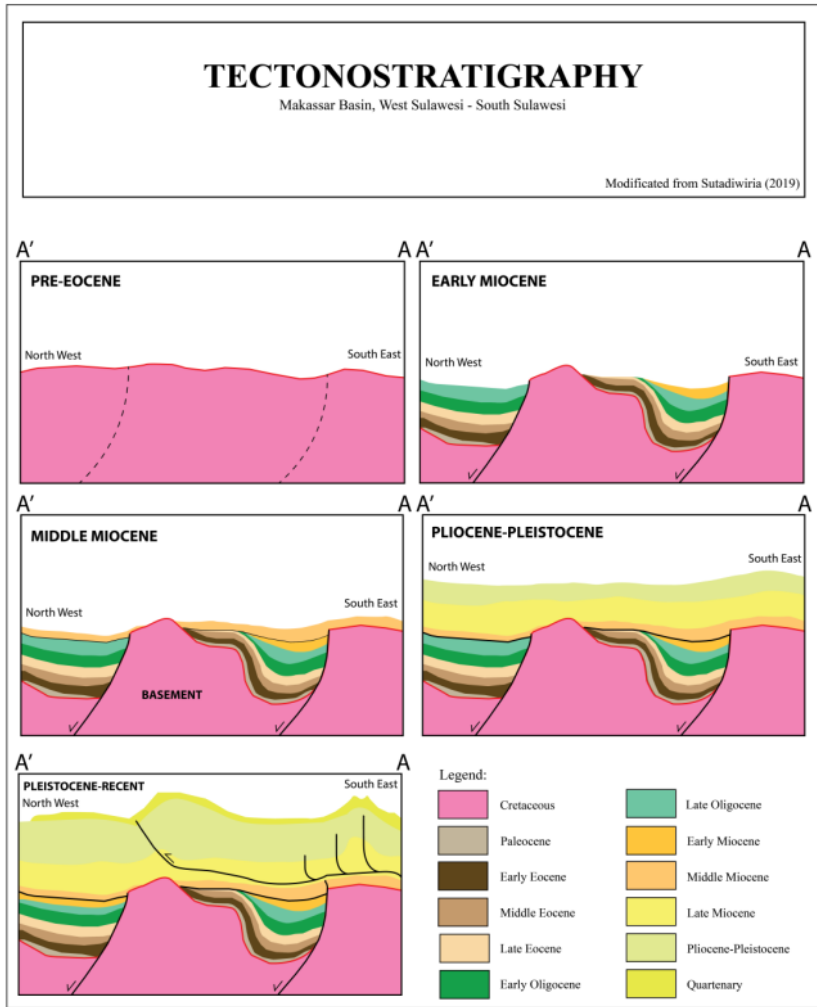 TECTONOSTRATIGRAPHY
Makassar Basin, West Sulawesi - South Sulawesi
Modificated from Sutadiwiria (2019)
A'
A
PRE-EOCENE
North West
South East
A'
A
EARLY MIOCENE
North West
South East
A'
A
MIDDLE MIOCENE
North West
South East
BASEMENT
A'
A
PLIOCENE-PLEISTOCENE
North West
South East
A'
A
PLEISTOCENE-RECENT
North West
South East
Legend:
Cretaceous
Paleocene
Early Eocene
Middle Eocene
Late Eocene
Early Oligocene
Late Oligocene
Early Miocene
Middle Miocene
Late Miocene
Pliocene-Pleistocene
Quartenary